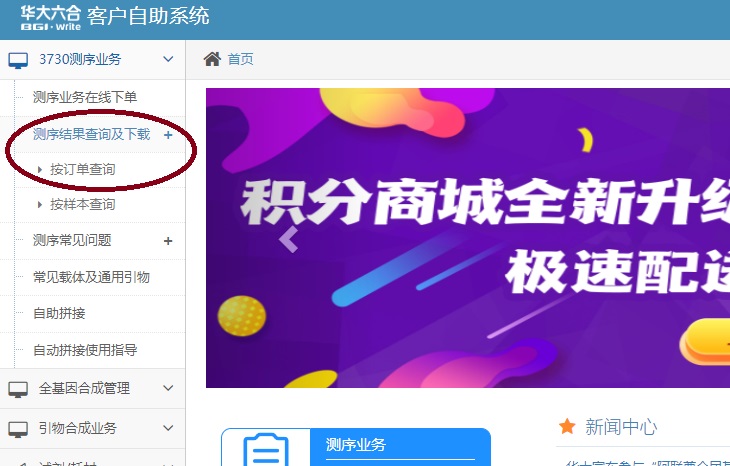 华大六合
BGI·Write
客户自助系统
3730测序业务
首页
测序业务在线下单
测序结果查询及下载
按订单查询
按样本查询
测序常见问题
常见载体及通用引物
自助拼接
自动拼接使用指导
全基因合成管理
引物合成业务
积分商城全新升级
极速配送
测序业务
新闻中心